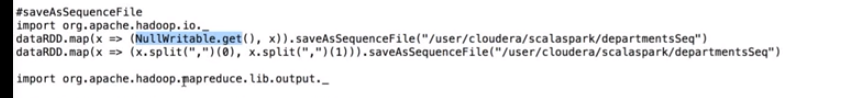 #saveAsSequenceFile
import org.apache.hadoop.io._
dataRDD.map(x => (NullWritable.get(), x)).saveAsSequenceFile("/user/cloudera/scalaspark/departmentsSeq")
dataRDD.map(x => (x.split(",")(0), x.split(",")(1))).saveAsSequenceFile("/user/cloudera/scalaspark/departmentsSeq")
import org.apache.hadoop.mapreduce.lib.output._